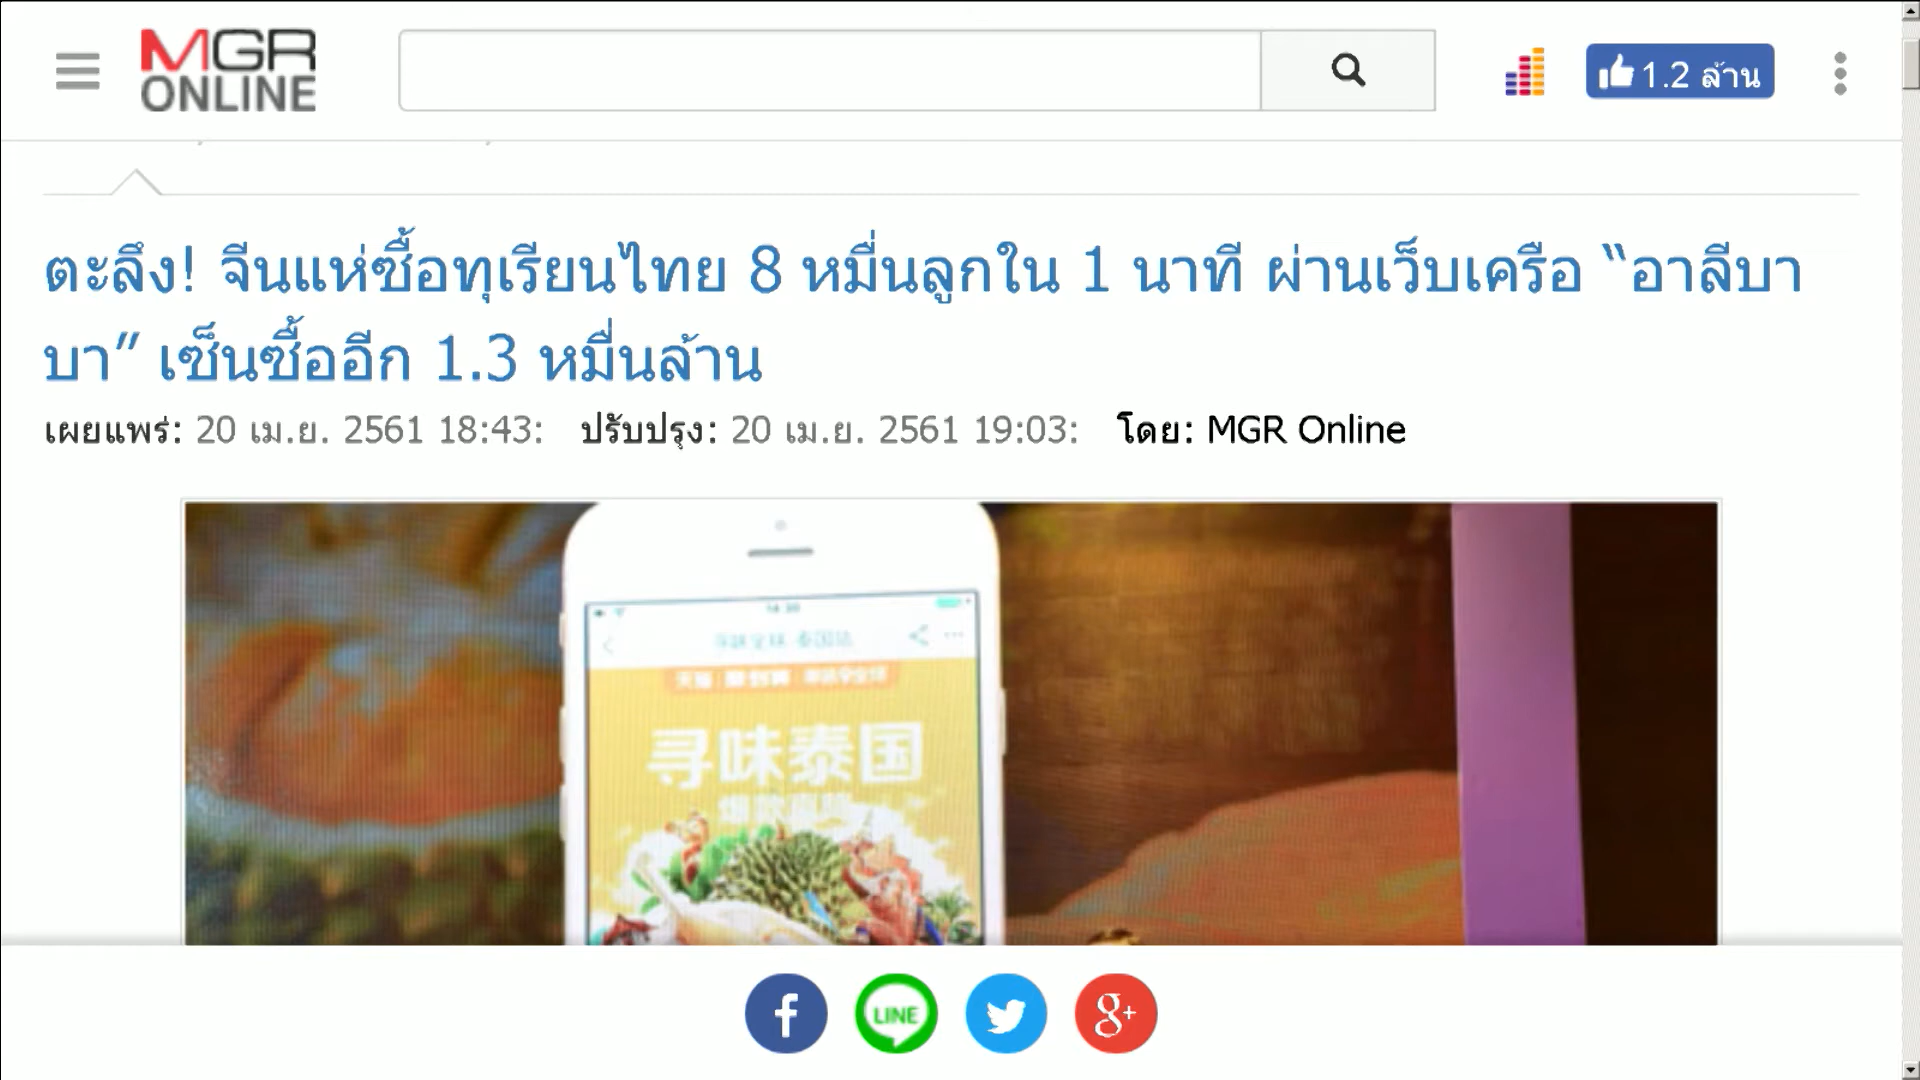 MGR
ONLINE
1.2 ล้าน
ตะลึง! จีนแห่ซื้อทุเรียนไทย 8 หมื่นลูกใน 1 นาที ผ่านเว็บเครือ “อาลีบา
บา” เซ็นซื้ออีก 1.3 หมื่นล้าน
เผยแพร่: 20 เม.ย. 2561 18:43: ปรับปรุง: 20 เม.ย. 2561 19:03: โดย: MGR Online
寻味泰国
LINE